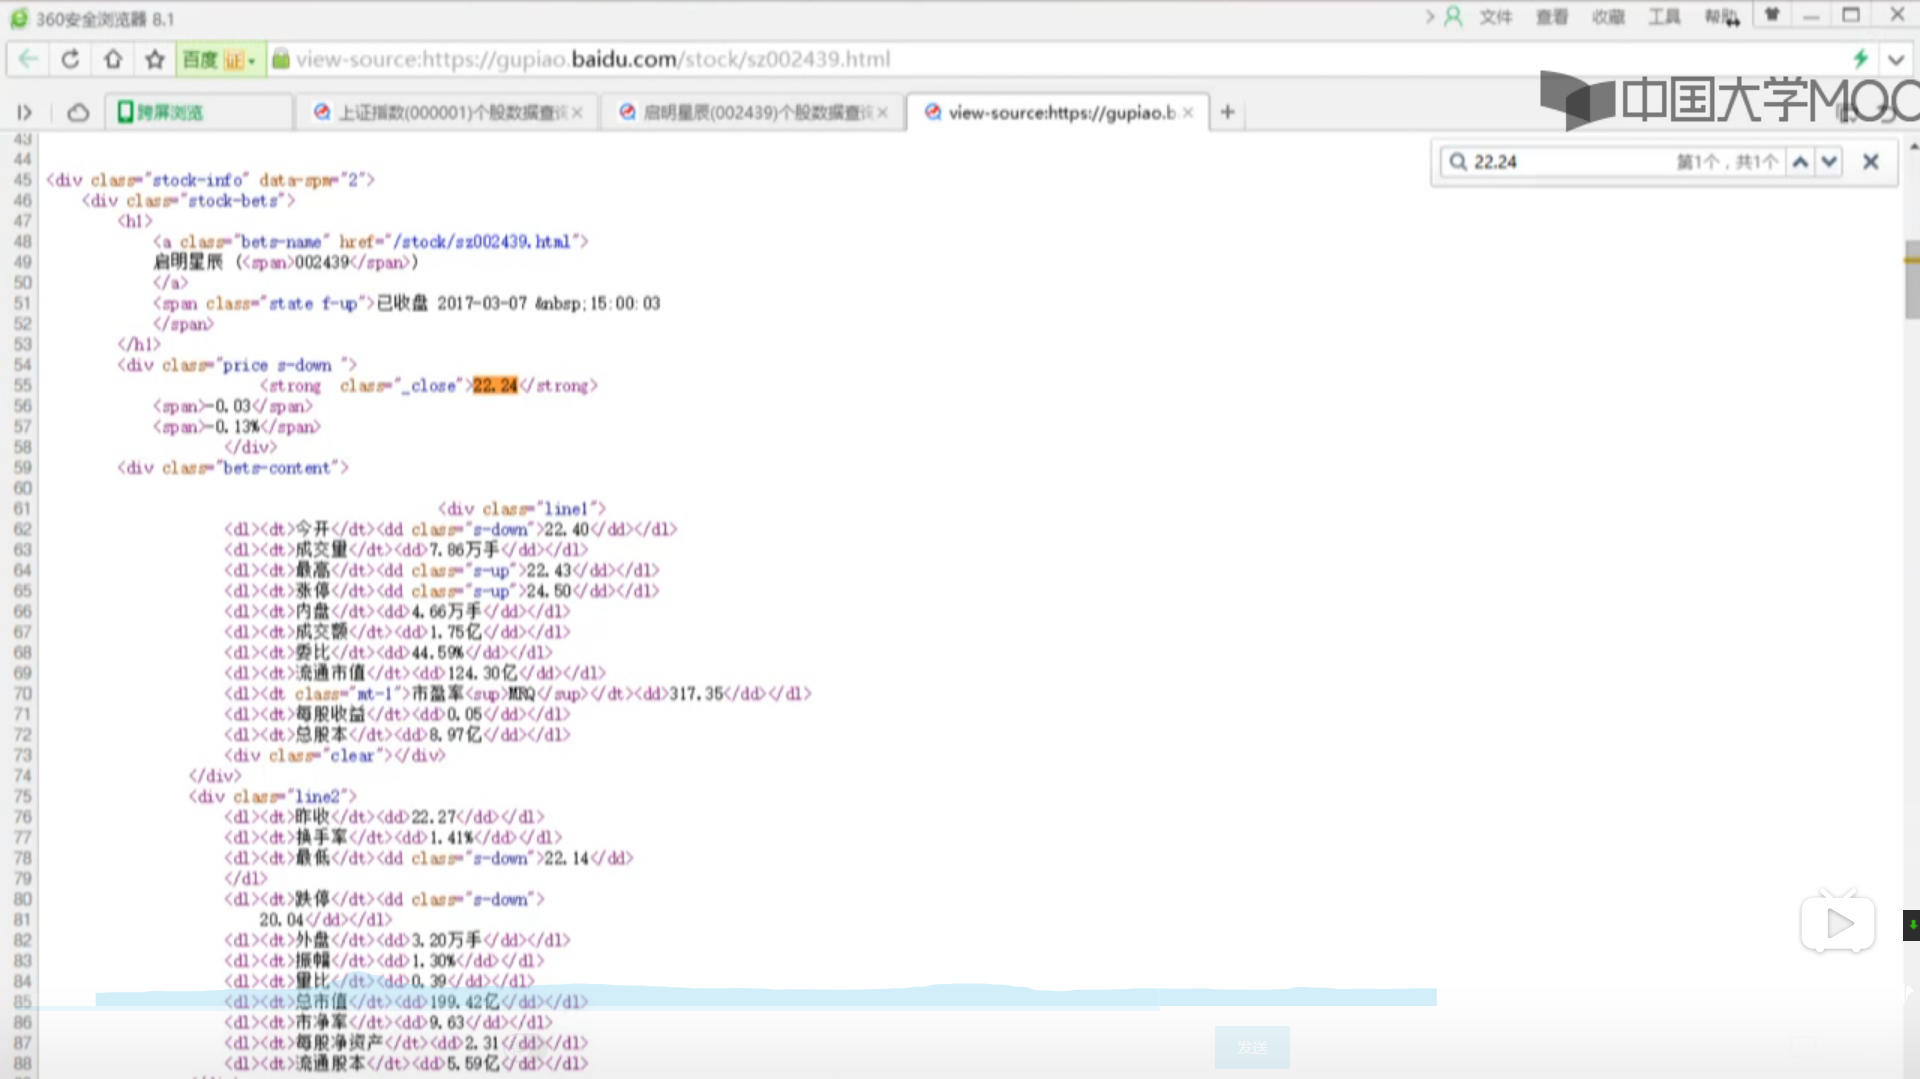 360安全浏览器 8.1
文件 查看 收藏 工具 帮助
百度 证 view-source:https://gupiao.baidu.com/stock/sz002439.html
跨屏浏览 上证指数(000001)个股数据查询 启明星辰(002439)个股数据查询 view-source:https://gupiao.b
中国大学MOO
22.24 第1个，共1个
43
44
45 <div class="stock-info" data-spm="2">
46 <div class="stock-bets">
47 <h1>
48 <a class="bets-name" href="/stock/sz002439.html">
49 启明星辰 (<span>002439</span>)
50 </a>
51 <span class="state f-up">已收盘 2017-03-07 &nbsp;15:00:03
52 </span>
53 </h1>
54 <div class="price s-down ">
55 <strong  class="_close">22.24</strong>
56 <span>-0.03</span>
57 <span>-0.13%</span>
58 </div>
59 <div class="bets-content">
60
61 <div class="line1">
62 <dl><dt>今开</dt><dd class="s-down">22.40</dd></dl>
63 <dl><dt>成交量</dt><dd>7.86万手</dd></dl>
64 <dl><dt>最高</dt><dd class="s-up">22.43</dd></dl>
65 <dl><dt>涨停</dt><dd class="s-up">24.50</dd></dl>
66 <dl><dt>内盘</dt><dd>4.66万手</dd></dl>
67 <dl><dt>成交额</dt><dd>1.75亿</dd></dl>
68 <dl><dt>委比</dt><dd>44.59%</dd></dl>
69 <dl><dt>流通市值</dt><dd>124.30亿</dd></dl>
70 <dl><dt class="mt-1">市盈率<sup>MRQ</sup></dt><dd>317.35</dd></dl>
71 <dl><dt>每股收益</dt><dd>0.05</dd></dl>
72 <dl><dt>总股本</dt><dd>8.97亿</dd></dl>
73 <div class="clear"></div>
74 </div>
75 <div class="line2">
76 <dl><dt>昨收</dt><dd>22.27</dd></dl>
77 <dl><dt>换手率</dt><dd>1.41%</dd></dl>
78 <dl><dt>最低</dt><dd class="s-down">22.14</dd>
79 </dl>
80 <dl><dt>跌停</dt><dd class="s-down">
81 20.04</dd></dl>
82 <dl><dt>外盘</dt><dd>3.20万手</dd></dl>
83 <dl><dt>振幅</dt><dd>1.30%</dd></dl>
84 <dl><dt>量比</dt><dd>0.39</dd></dl>
85 <dl><dt>总市值</dt><dd>199.42亿</dd></dl>
86 <dl><dt>市净率</dt><dd>9.63</dd></dl>
87 <dl><dt>每股净资产</dt><dd>2.31</dd></dl>
88 <dl><dt>流通股本</dt><dd>5.59亿</dd></dl>
发送